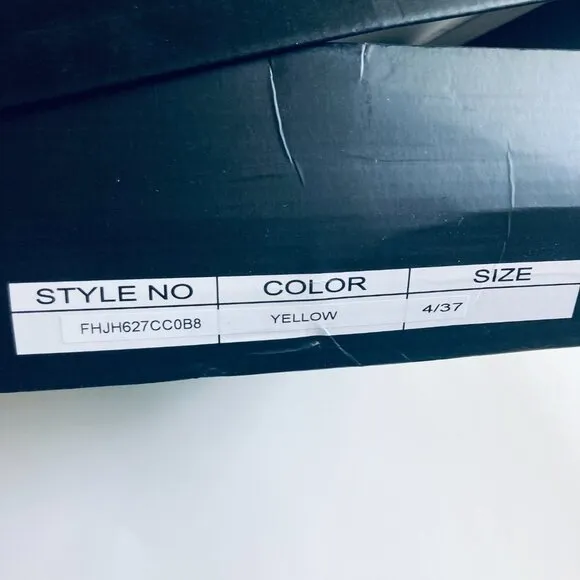 STYLE NO COLOR SIZE
FHJH627CC0B8 YELLOW 4/37